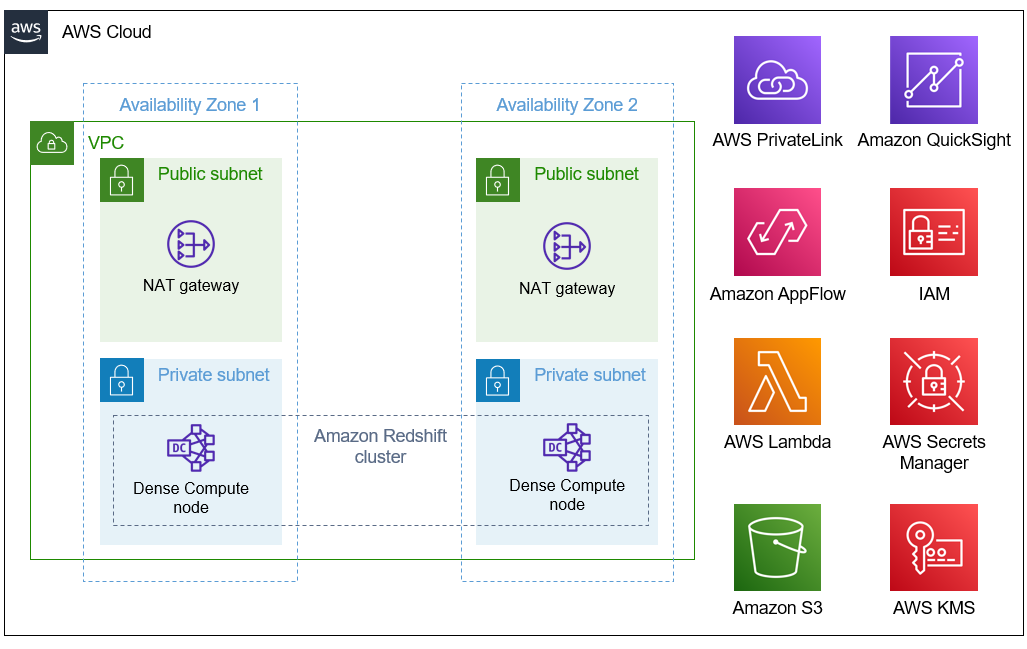 aws
AWS Cloud
Availability Zone 1
Availability Zone 2
VPC
Public subnet
Public subnet
NAT gateway
NAT gateway
Private subnet
Private subnet
Amazon Redshift
cluster
DC
DC
Dense Compute
node
Dense Compute
node
AWS PrivateLink
Amazon QuickSight
Amazon AppFlow
IAM
AWS Lambda
AWS Secrets
Manager
Amazon S3
AWS KMS